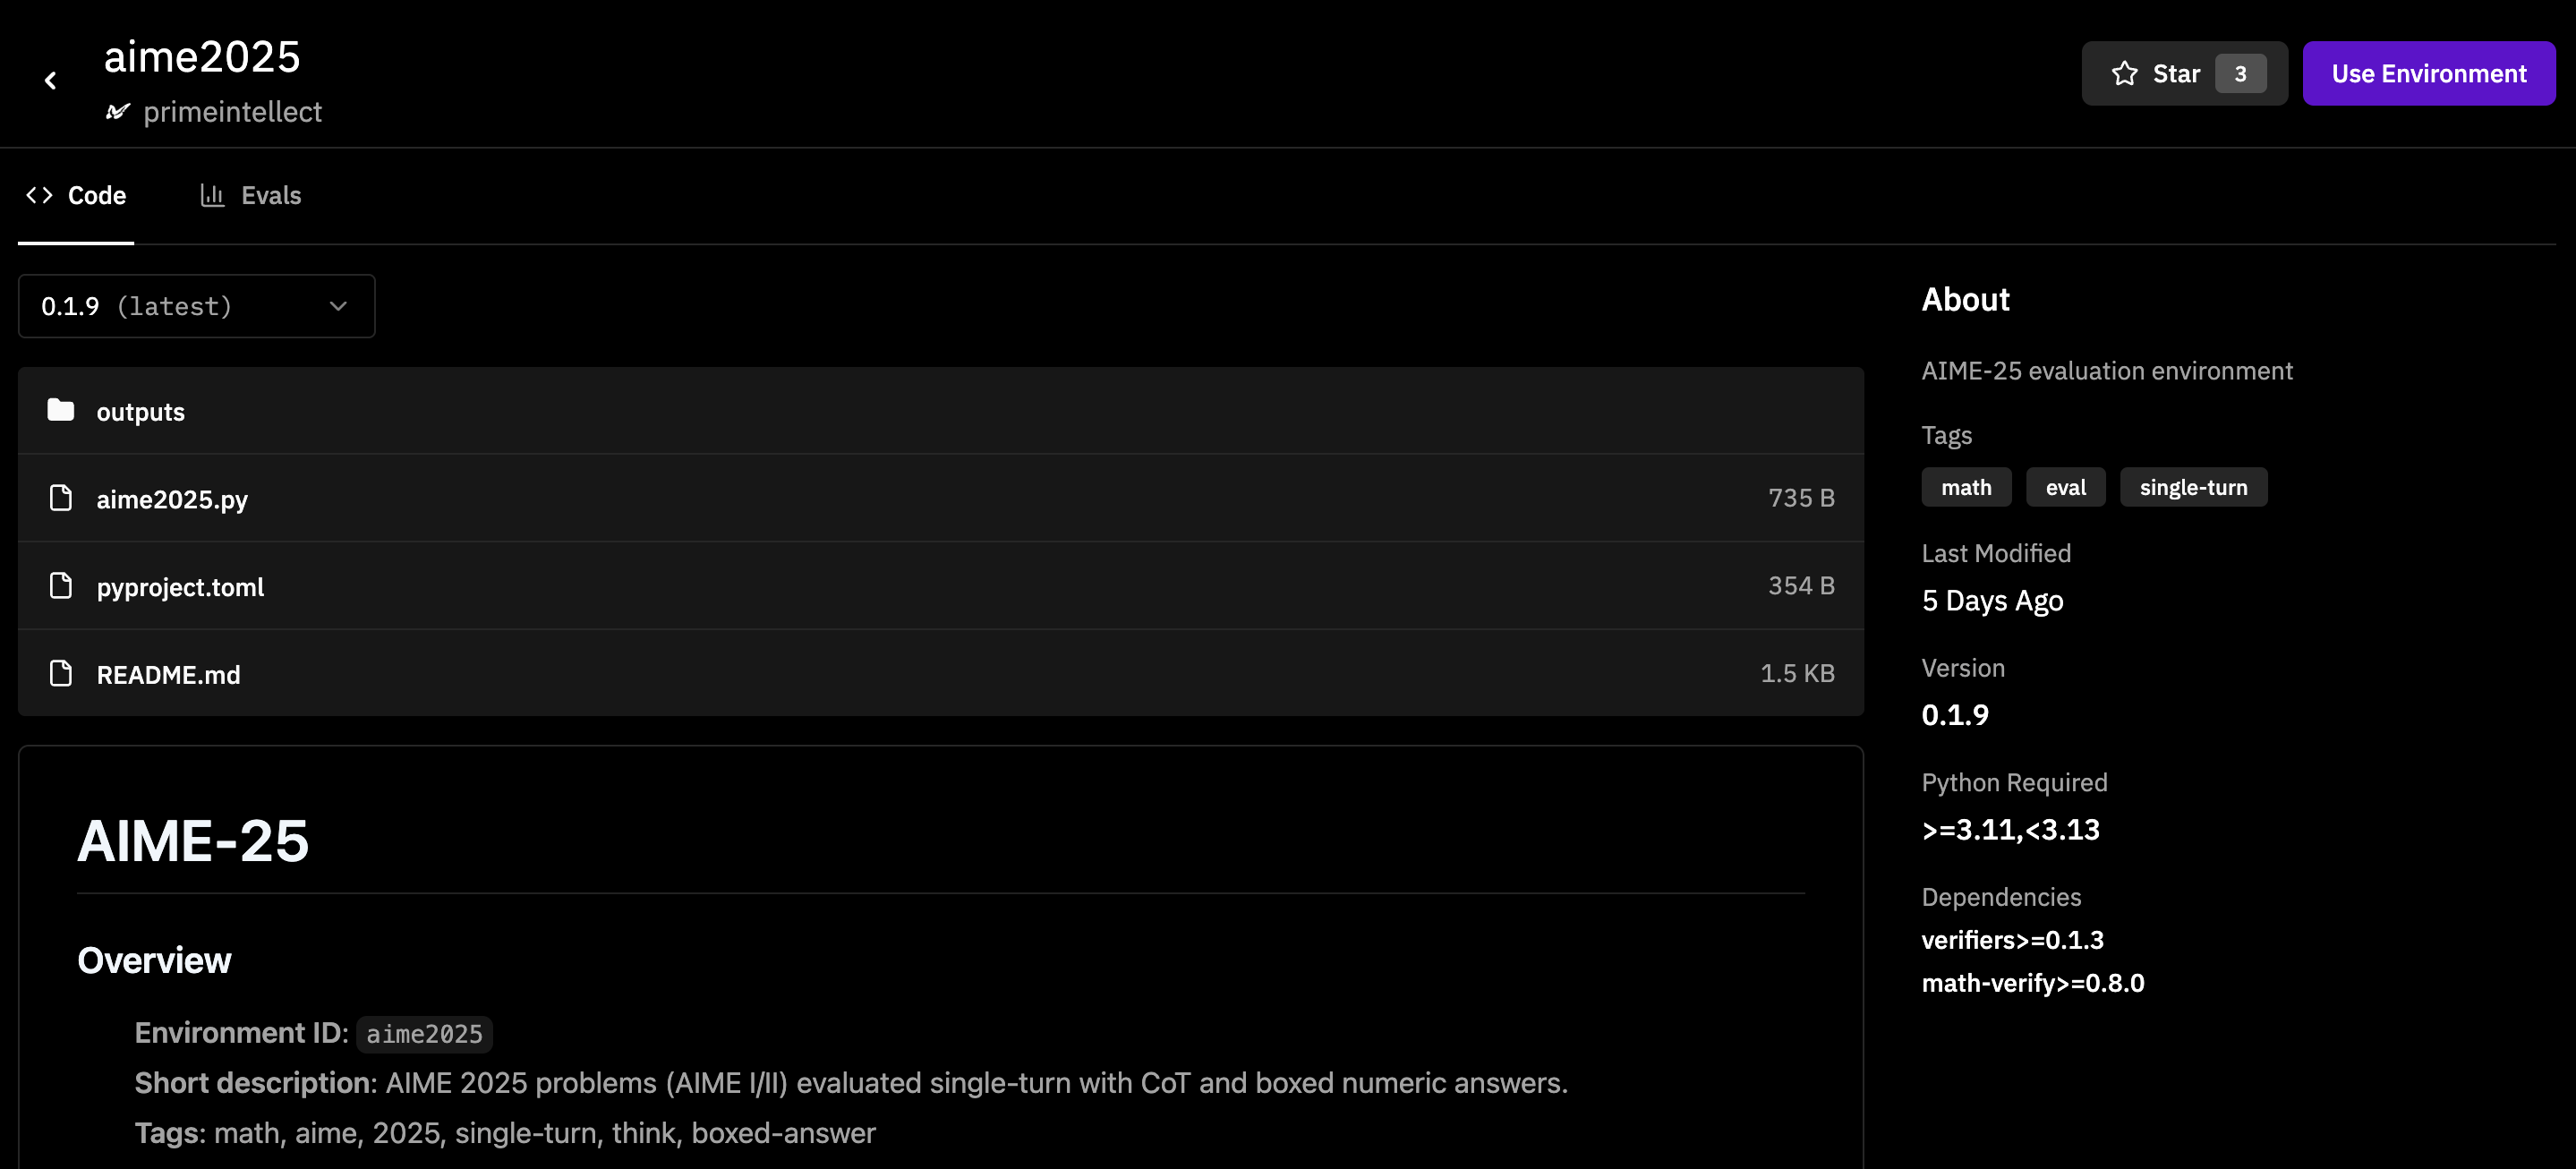 aime2025
primeintellect
Star 3
Use Environment
Code
Evals
0.1.9 (latest)
outputs
aime2025.py 735 B
pyproject.toml 354 B
README.md 1.5 KB
AIME-25
Overview
Environment ID: aime2025
Short description: AIME 2025 problems (AIME I/II) evaluated single-turn with CoT and boxed numeric answers.
Tags: math, aime, 2025, single-turn, think, boxed-answer
About
AIME-25 evaluation environment
Tags
math eval single-turn
Last Modified
5 Days Ago
Version
0.1.9
Python Required
>=3.11,<3.13
Dependencies
verifiers>=0.1.3
math-verify>=0.8.0